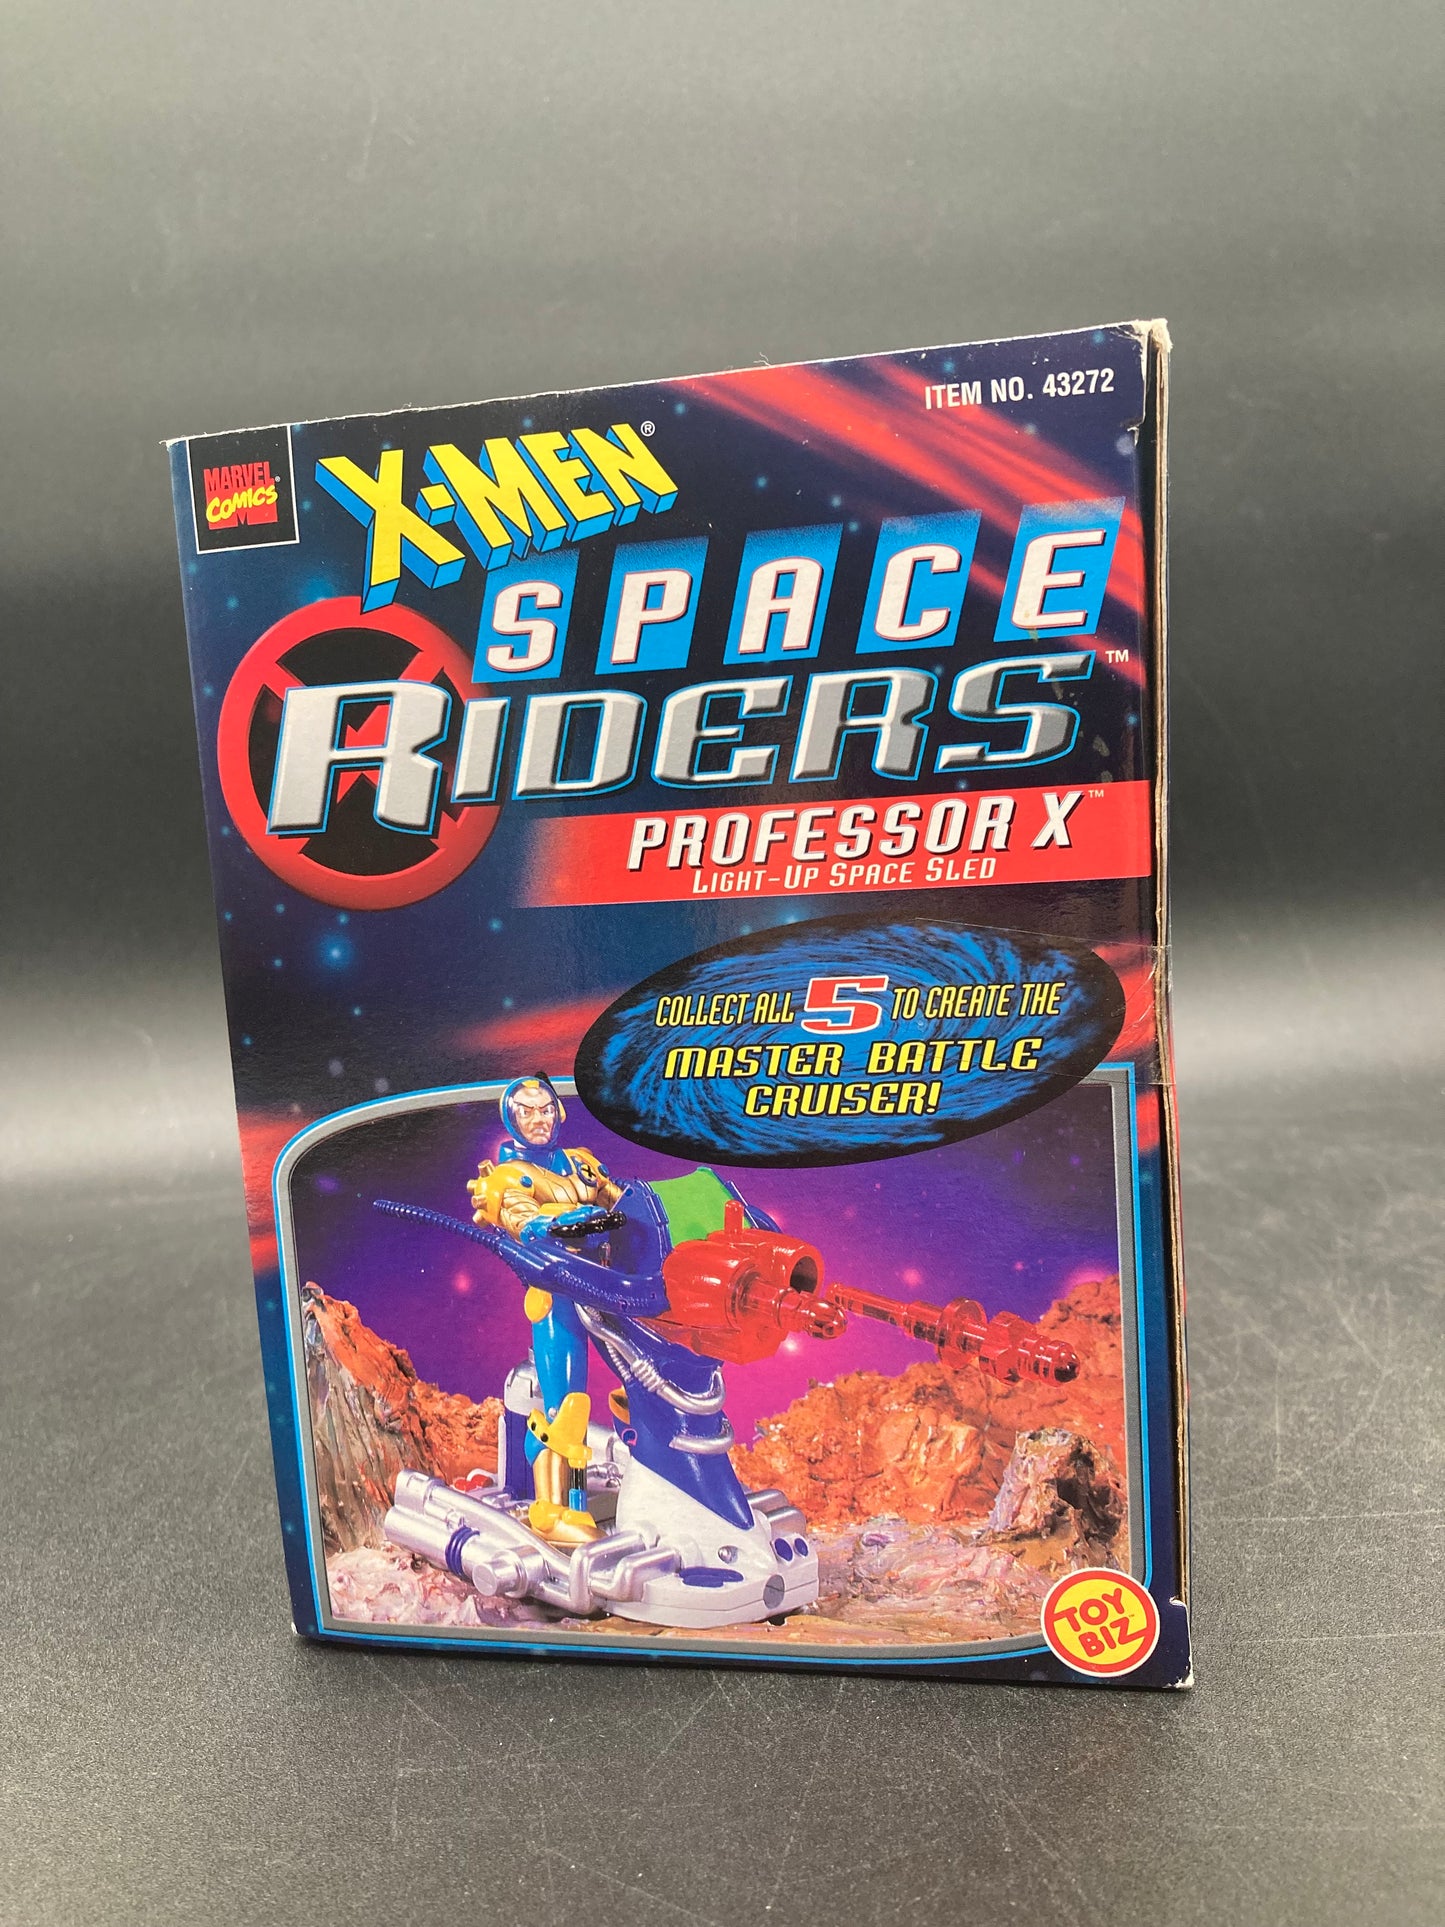 ITEM NO. 43272
MARVEL®
COMICS
X-MEN®
SPACE
RIDERS™
PROFESSOR X™
LIGHT-UP SPACE SLED
COLLECT ALL 5 TO CREATE THE
MASTER BATTLE
CRUISER!
TOY
BIZ